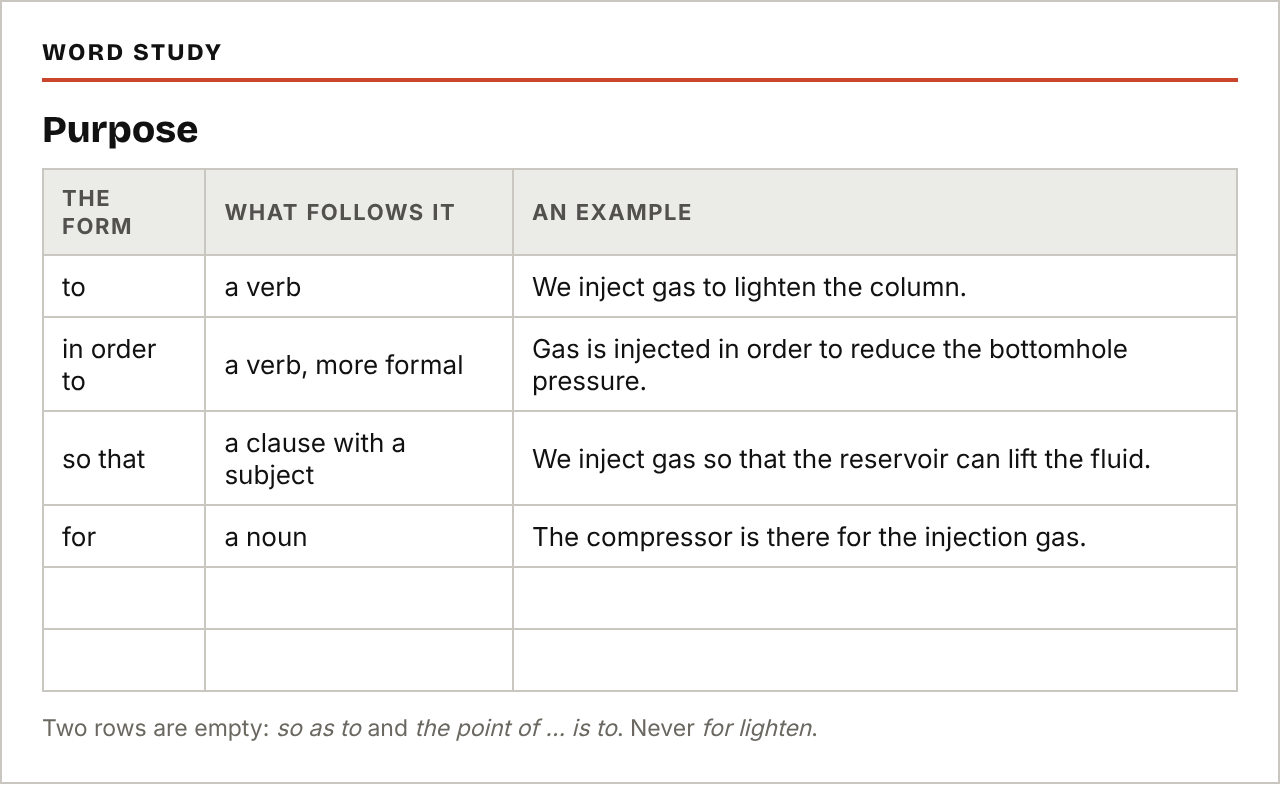 WORD STUDY
Purpose
THE
FORM
WHAT FOLLOWS IT
AN EXAMPLE
to
a verb
We inject gas to lighten the column.
in order
to
a verb, more formal
Gas is injected in order to reduce the bottomhole
pressure.
so that
a clause with a
subject
We inject gas so that the reservoir can lift the fluid.
for
a noun
The compressor is there for the injection gas.
Two rows are empty: so as to and the point of … is to. Never for lighten.